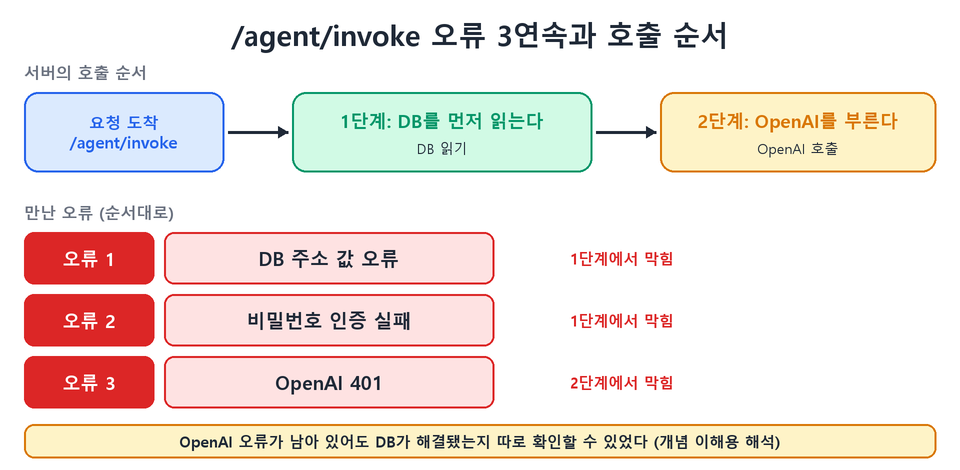 /agent/invoke 오류 3연속과 호출 순서
서버의 호출 순서
요청 도착
/agent/invoke
1단계: DB를 먼저 읽는다
DB 읽기
2단계: OpenAI를 부른다
OpenAI 호출
만난 오류 (순서대로)
오류 1
DB 주소 값 오류
1단계에서 막힘
오류 2
비밀번호 인증 실패
1단계에서 막힘
오류 3
OpenAI 401
2단계에서 막힘
OpenAI 오류가 남아 있어도 DB가 해결됐는지 따로 확인할 수 있었다 (개념 이해용 해석)